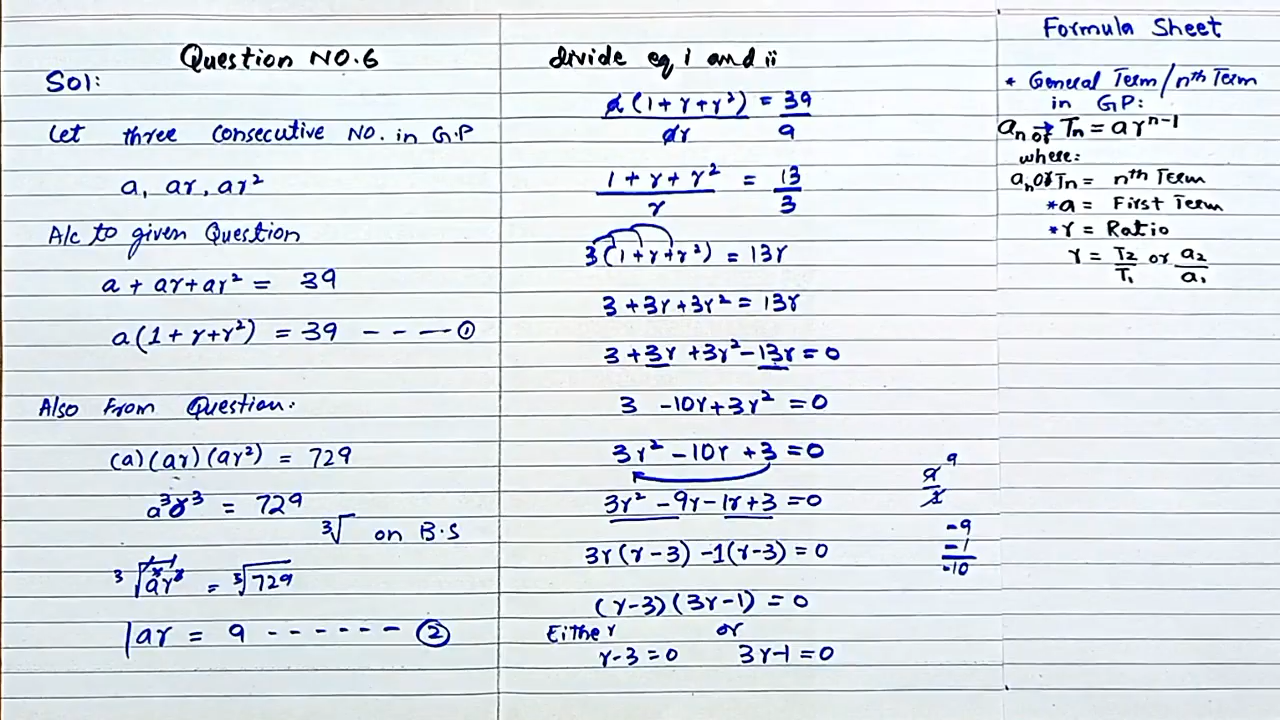 Question NO.6
Sol:
Let three consecutive NO. in G.P
a, ar, ar²
A/c to given Question
a + ar + ar² = 39
a(1 + r + r²) = 39 - - - - ①
Also From Question:
(a)(ar)(ar²) = 729
a³r³ = 729
³√ on B.S
³√a³r³ = ³√729
ar = 9 - - - - - - ②
divide eq i and ii
a(1 + r + r²)/ar = 39/9
1 + r + r²/r = 13/3
3(1 + r + r²) = 13r
3 + 3r + 3r² = 13r
3 + 3r + 3r² - 13r = 0
3 - 10r + 3r² = 0
3r² - 10r + 3 = 0
3r² - 9r - 1r + 3 = 0
3r(r - 3) - 1(r - 3) = 0
(r - 3)(3r - 1) = 0
Either or
r - 3 = 0 3r - 1 = 0
9
9
1
-9
-1
-10
Formula Sheet
* General Term/nth Term
in GP:
an or Tn = ar^n-1
where:
an or Tn = nth Term
*a = First Term
*r = Ratio
r = T2/T1 or a2/a1